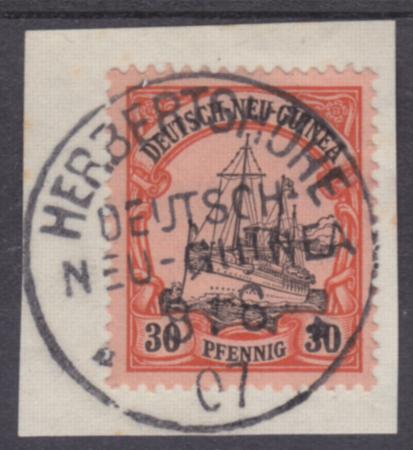 HERBERTSHÖHE
DEUTSCH-NEU-GUINEA
DEUTSCH-
NEU-GUINEA
30 PFENNIG 30
07